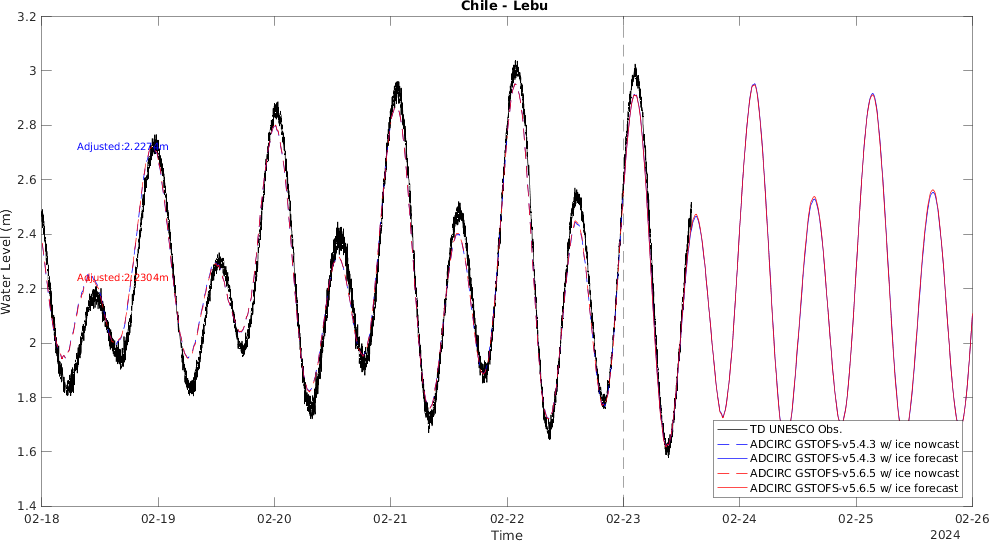 Chile - Lebu
3.2
3
2.8
2.6
2.4
2.2
2
1.8
1.6
1.4
Water Level (m)
Adjusted:2.227 m
Adjusted:2.2304m
TD UNESCO Obs.
ADCIRC GSTOFS-v5.4.3 w/ ice nowcast
ADCIRC GSTOFS-v5.4.3 w/ ice forecast
ADCIRC GSTOFS-v5.6.5 w/ ice nowcast
ADCIRC GSTOFS-v5.6.5 w/ ice forecast
02-18 02-19 02-20 02-21 02-22 02-23 02-24 02-25 02-26
Time
2024